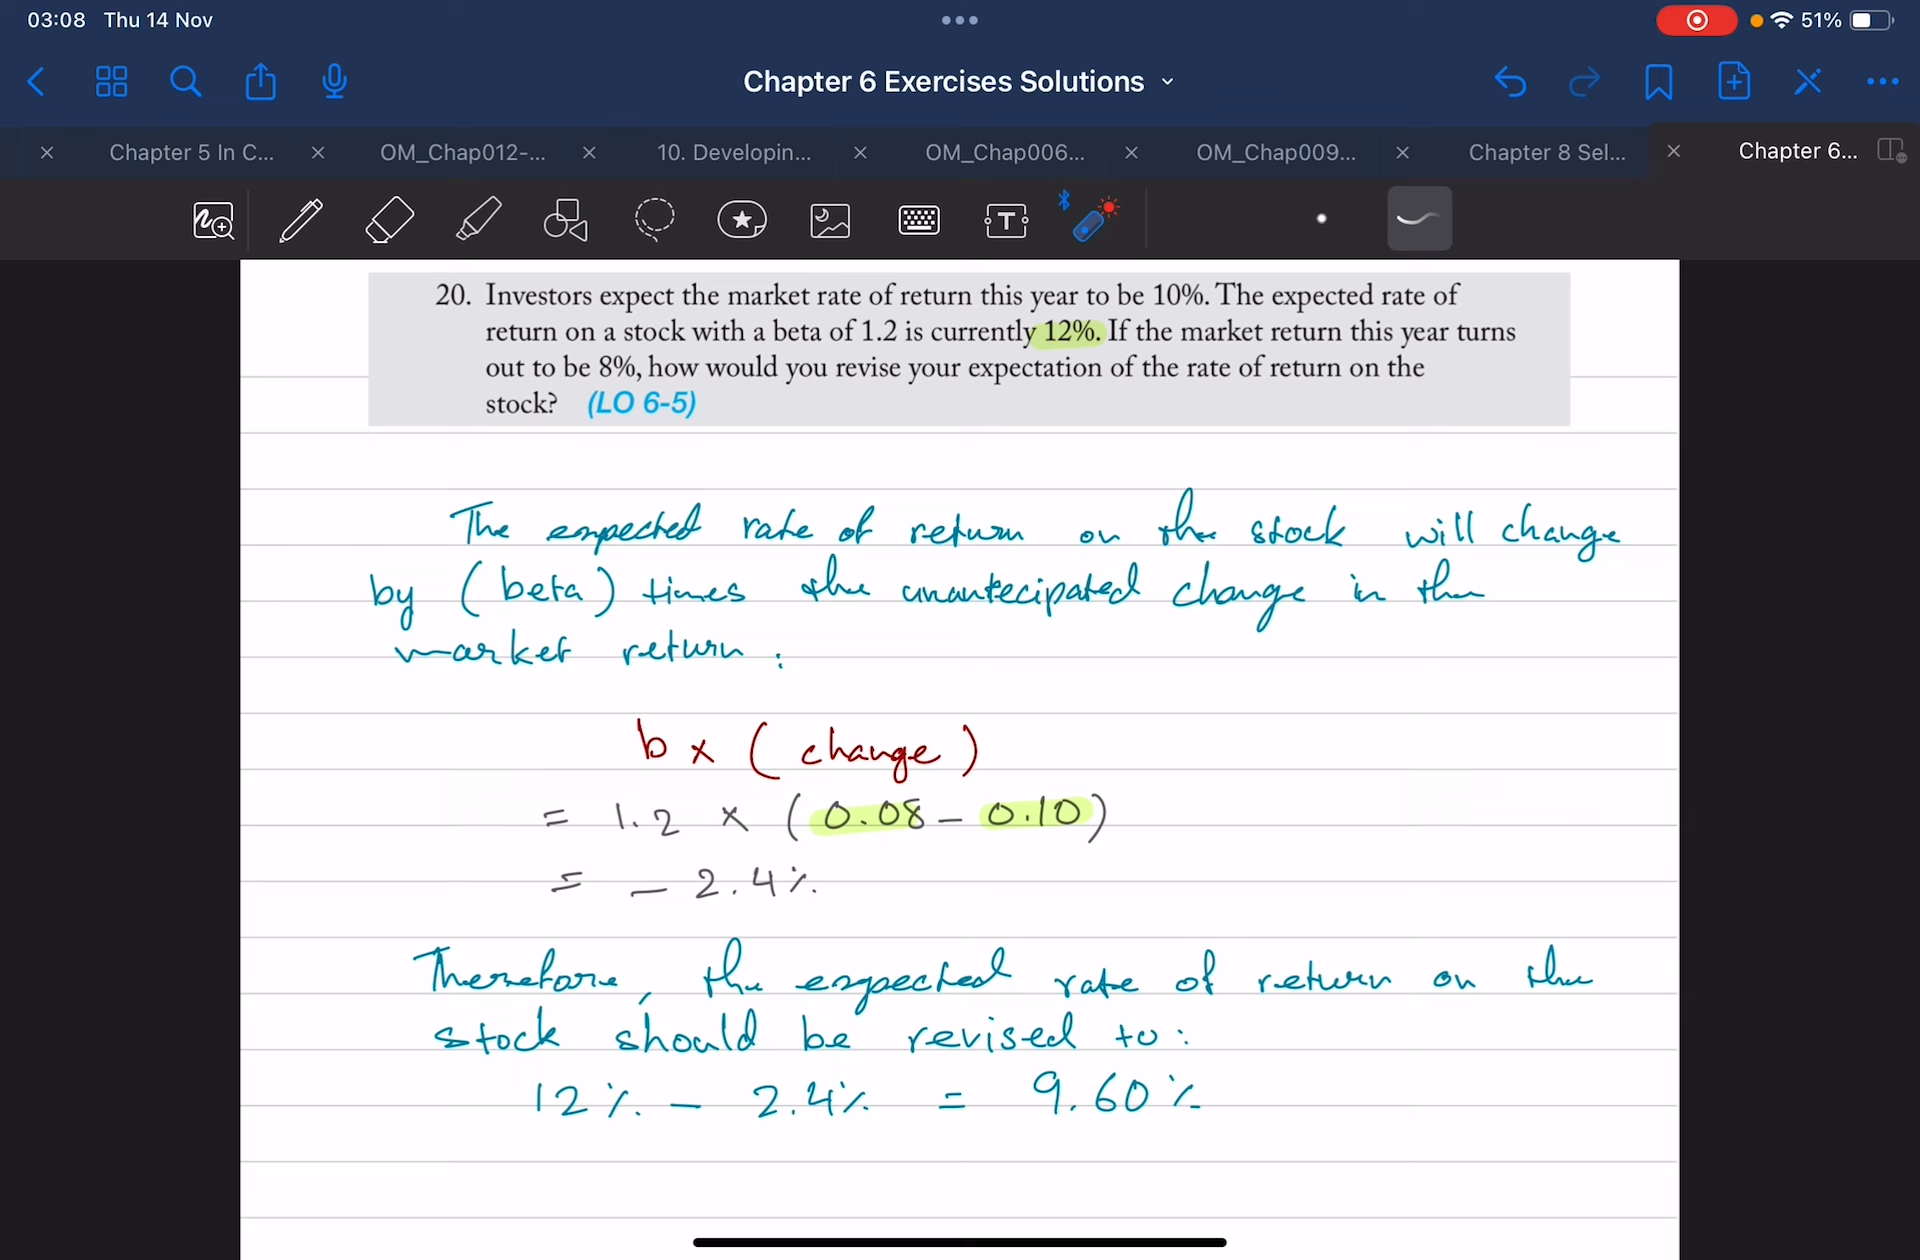 03:08 Thu 14 Nov
51%
Chapter 6 Exercises Solutions
Chapter 5 In C...
OM_Chap012-...
10. Developin...
OM_Chap006...
OM_Chap009...
Chapter 8 Sel...
Chapter 6...
20. Investors expect the market rate of return this year to be 10%. The expected rate of
return on a stock with a beta of 1.2 is currently 12%. If the market return this year turns
out to be 8%, how would you revise your expectation of the rate of return on the
stock? (LO 6-5)
The expected rate of return on the stock will change
by (beta) times the unantecipated change in the
market return :
b x (change)
= 1.2 x (0.08 - 0.10)
= - 2.4%
Therefore, the expected rate of return on the
stock should be revised to:
12% - 2.4% = 9.60%